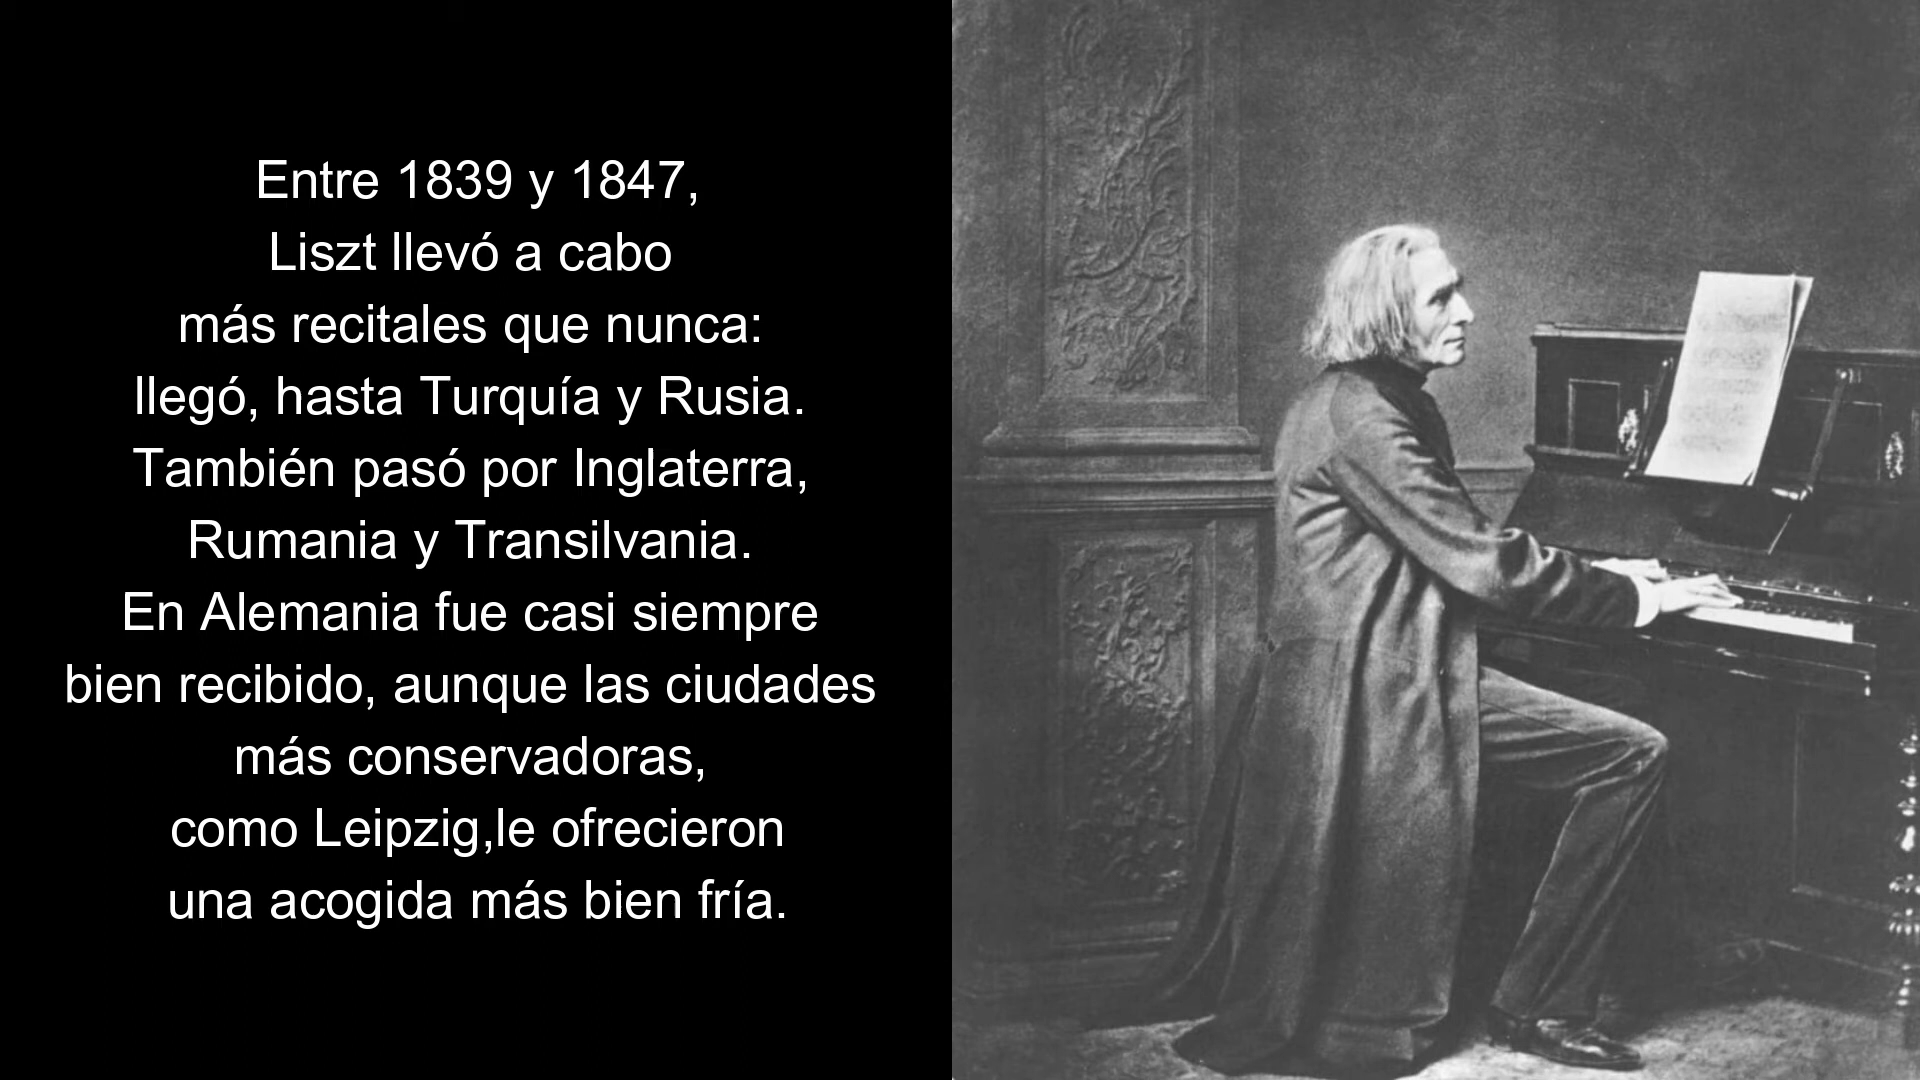 Entre 1839 y 1847,
Liszt llevó a cabo
más recitales que nunca:
llegó, hasta Turquía y Rusia.
También pasó por Inglaterra,
Rumania y Transilvania.
En Alemania fue casi siempre
bien recibido, aunque las ciudades
más conservadoras,
como Leipzig,le ofrecieron
una acogida más bien fría.